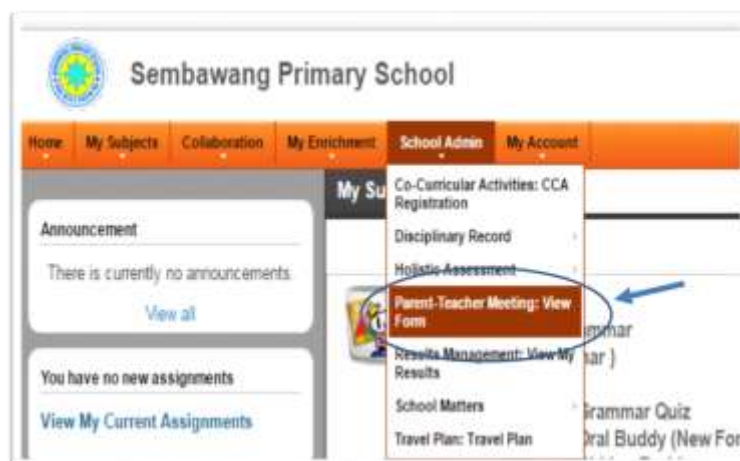 Sembawang Primary School
Home My Subjects Collaboration My Enrichment School Admin My Account
My Su
Announcement
There is currently no announcements
View all
You have no new assignments
View My Current Assignments
Co-Curricular Activities: CCA
Registration
Disciplinary Record
Holistic Assessment
Parent-Teacher Meeting: View
Form
Results Management: View My
Results
School Matters
Travel Plan: Travel Plan
mmar
nar )
Grammar Quiz
Oral Buddy (New For